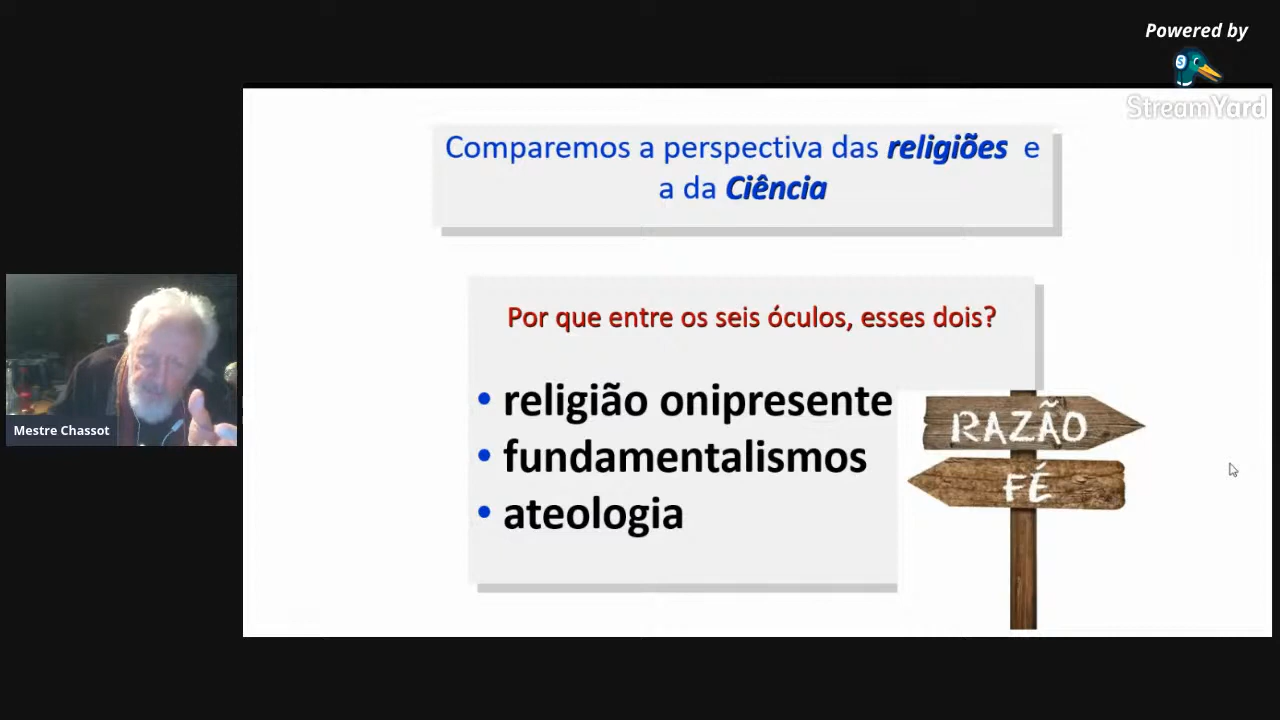 Powered by
StreamYard
Comparemos a perspectiva das religiões e
a da Ciência
Por que entre os seis óculos, esses dois?
• religião onipresente
• fundamentalismos
• ateologia
RAZÃO
FÉ
Mestre Chassot